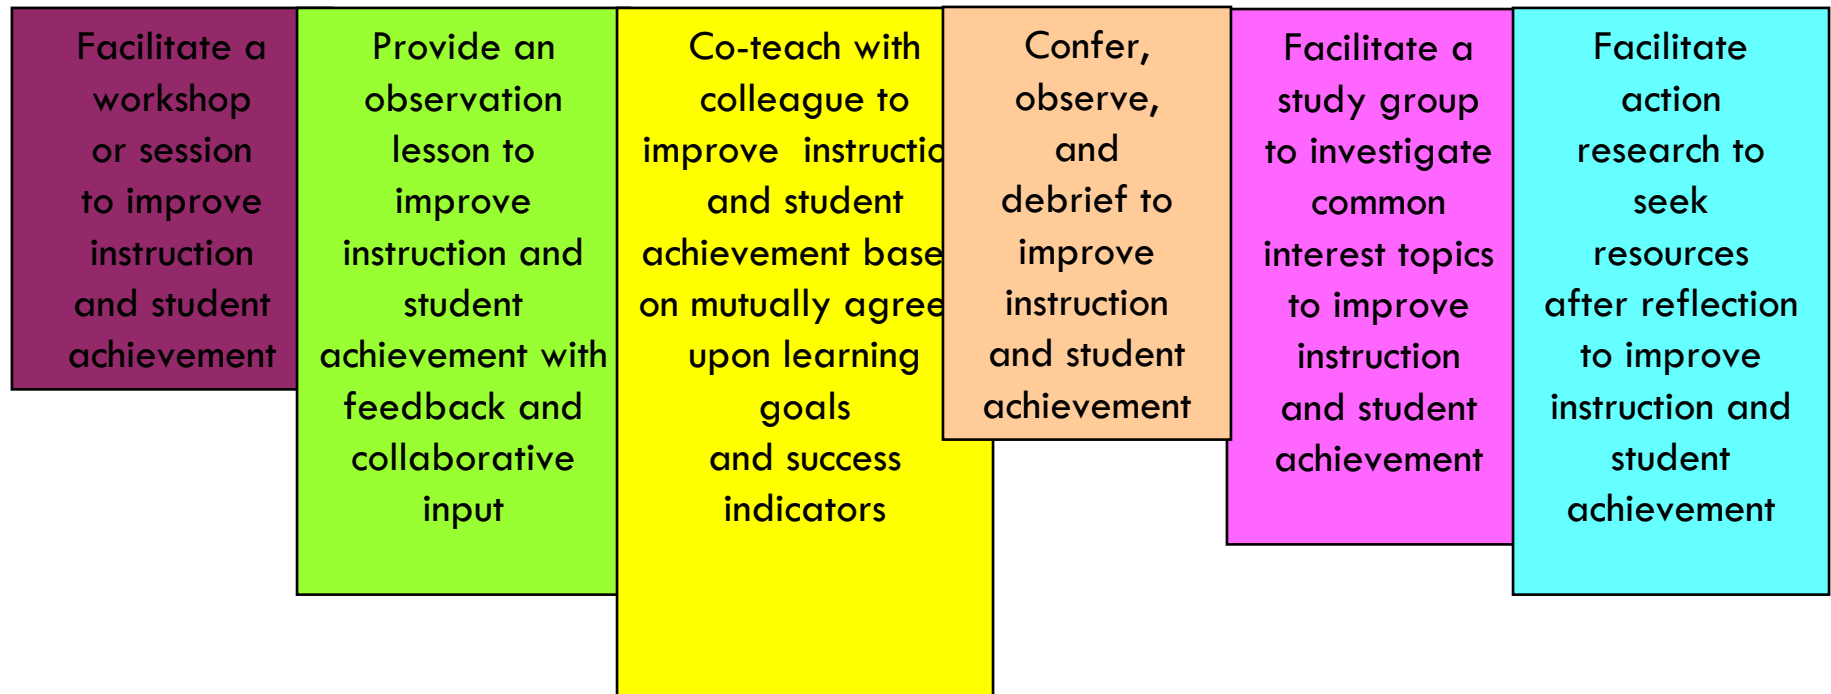 Facilitate a
workshop
or session
to improve
instruction
and student
achievement
Provide an
observation
lesson to
improve
instruction and
student
achievement with
feedback and
collaborative
input
Co-teach with
colleague to
improve  instructio
and student
achievement base
on mutually agree
upon learning
goals
and success
indicators
Confer,
observe,
and
debrief to
improve
instruction
and student
achievement
Facilitate a
study group
to investigate
common
interest topics
to improve
instruction
and student
achievement
Facilitate
action
research to
seek
resources
after reflection
to improve
instruction and
student
achievement